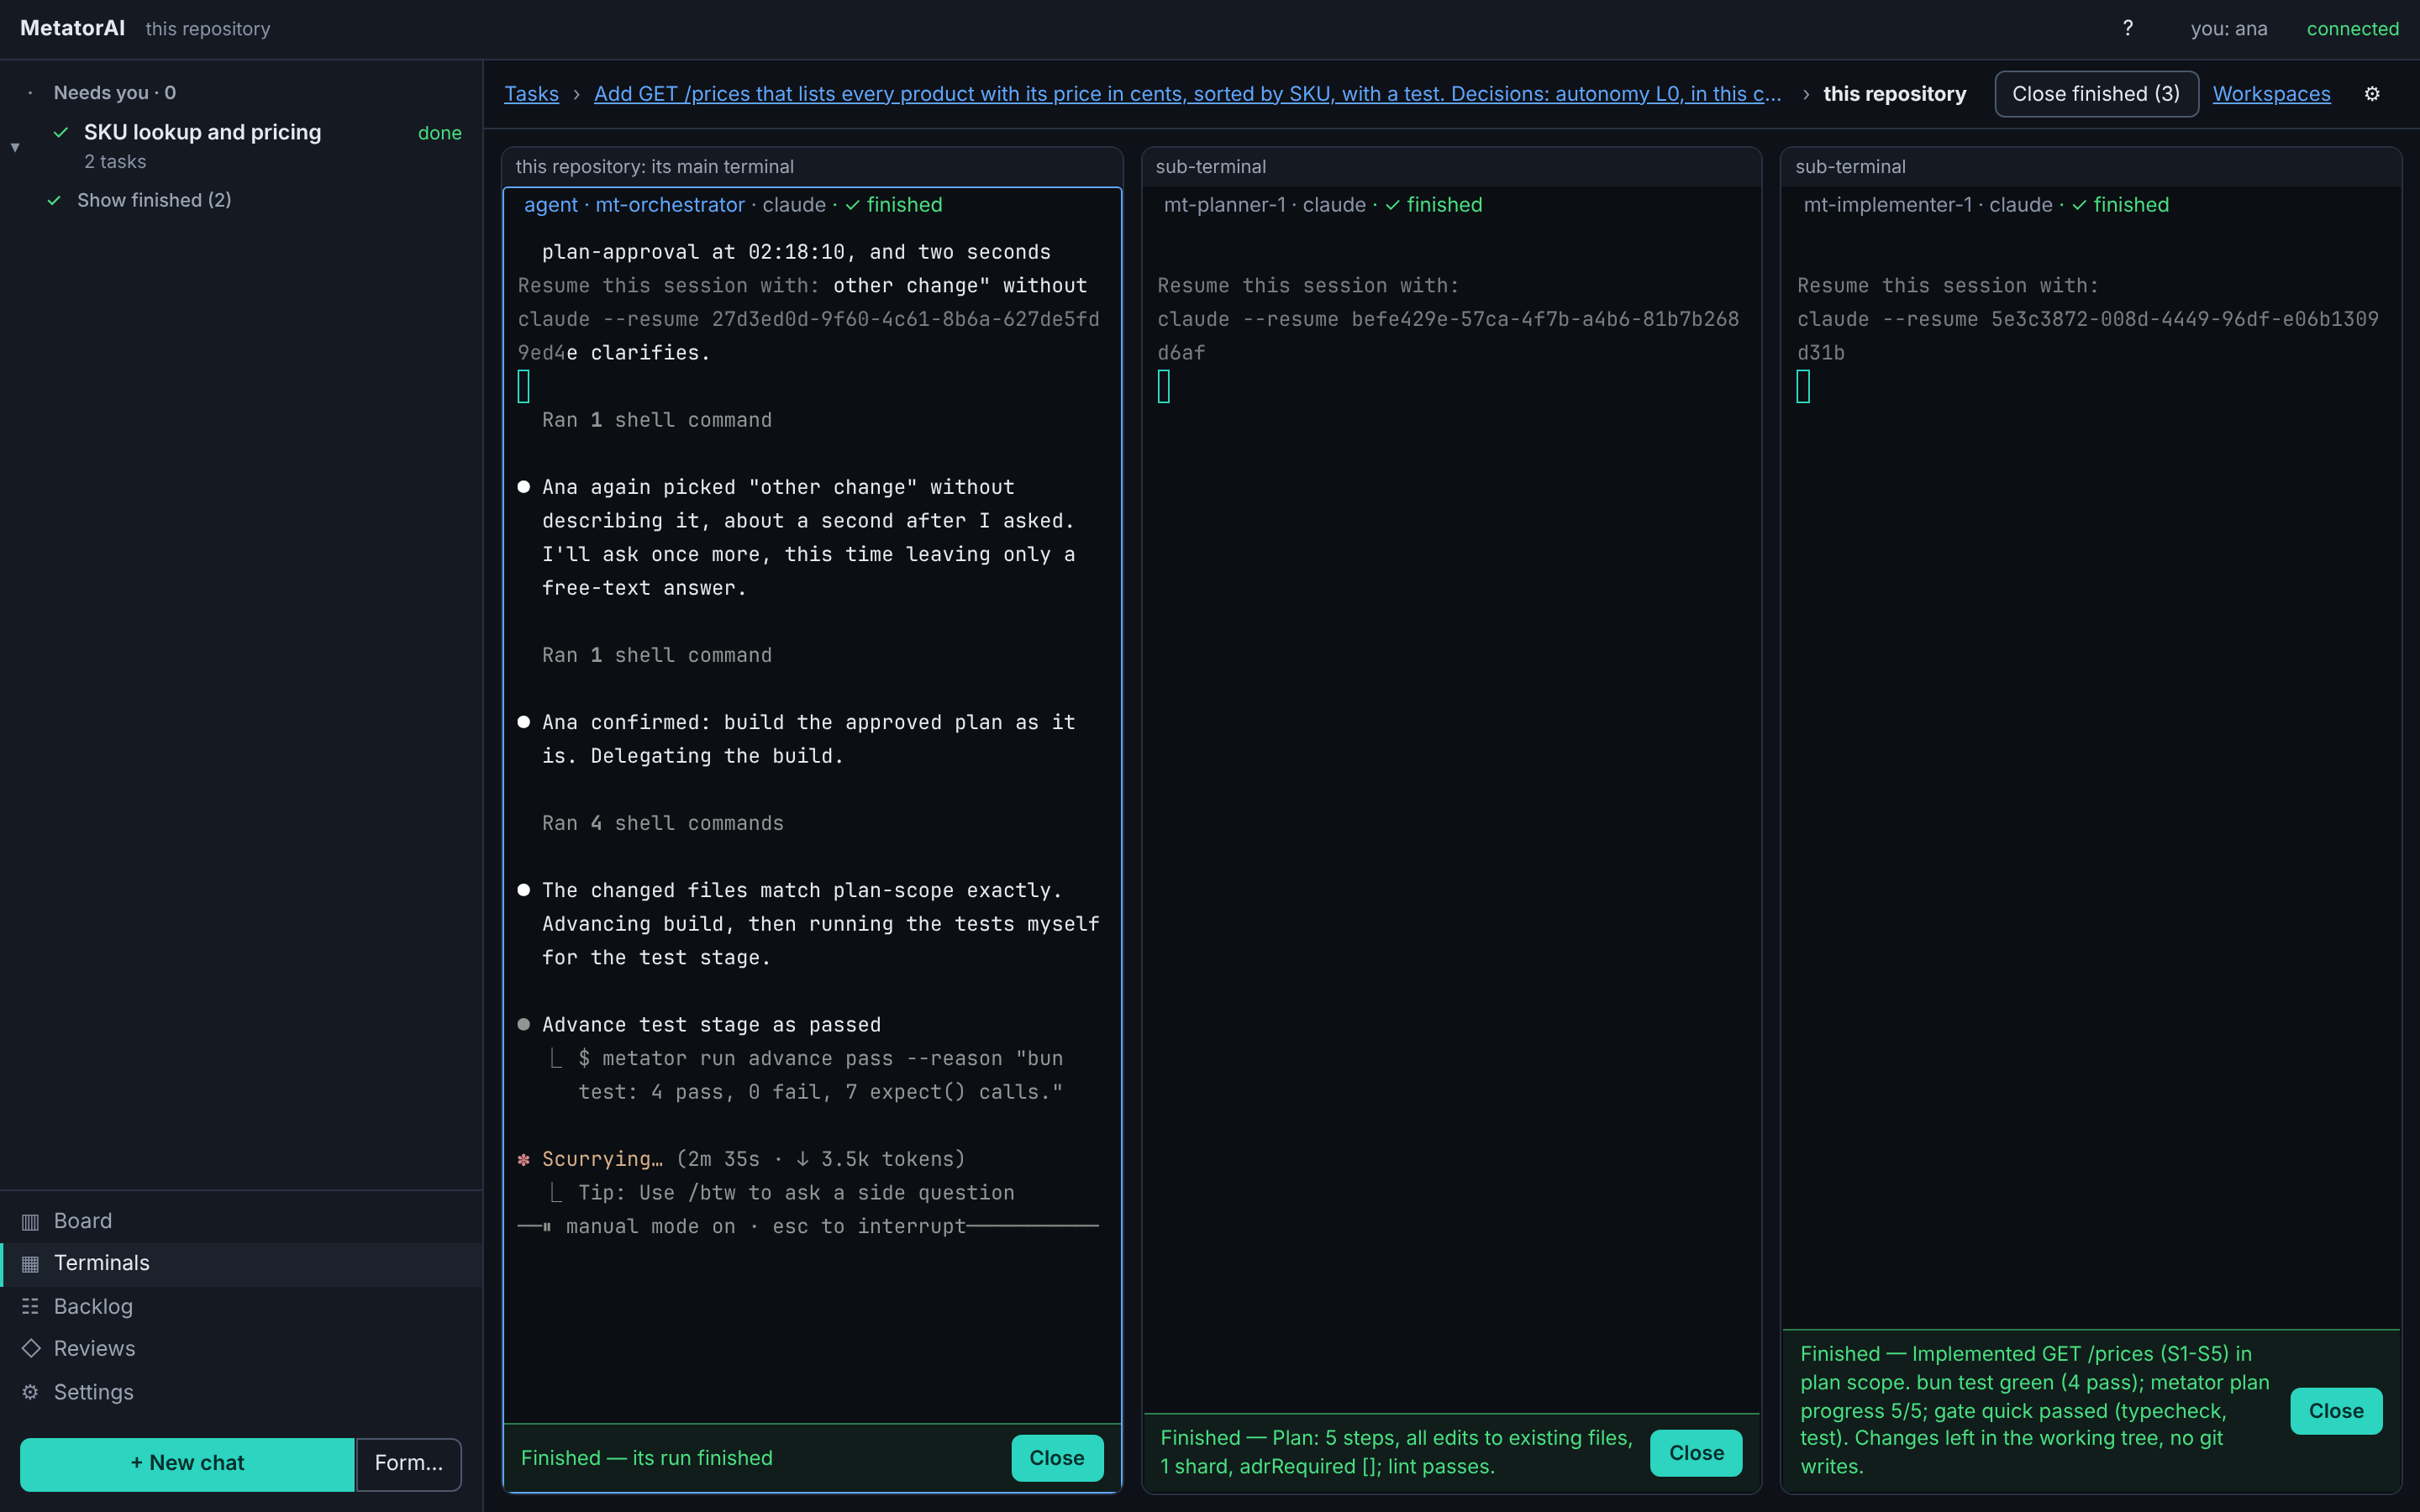 MetatorAI this repository
? you: ana connected
Needs you · 0
SKU lookup and pricing done
2 tasks
Show finished (2)
Board
Terminals
Backlog
Reviews
Settings
+ New chat Form...
Tasks › Add GET /prices that lists every product with its price in cents, sorted by SKU, with a test. Decisions: autonomy L0, in this c... › this repository Close finished (3) Workspaces
this repository: its main terminal
agent · mt-orchestrator · claude · ✓ finished
plan-approval at 02:18:10, and two seconds
Resume this session with: other change" without
claude --resume 27d3ed0d-9f60-4c61-8b6a-627de5fd
9ed4e clarifies.
Ran 1 shell command
● Ana again picked "other change" without
describing it, about a second after I asked.
I'll ask once more, this time leaving only a
free-text answer.
Ran 1 shell command
● Ana confirmed: build the approved plan as it
is. Delegating the build.
Ran 4 shell commands
● The changed files match plan-scope exactly.
Advancing build, then running the tests myself
for the test stage.
● Advance test stage as passed
⎿ $ metator run advance pass --reason "bun
test: 4 pass, 0 fail, 7 expect() calls."
✽ Scurrying… (2m 35s · ↓ 3.5k tokens)
⎿ Tip: Use /btw to ask a side question
manual mode on · esc to interrupt
Finished — its run finished Close
sub-terminal
mt-planner-1 · claude · ✓ finished
Resume this session with:
claude --resume befe429e-57ca-4f7b-a4b6-81b7b268
d6af
Finished — Plan: 5 steps, all edits to existing files,
1 shard, adrRequired []; lint passes.
Close
sub-terminal
mt-implementer-1 · claude · ✓ finished
Resume this session with:
claude --resume 5e3c3872-008d-4449-96df-e06b1309
d31b
Finished — Implemented GET /prices (S1-S5) in
plan scope. bun test green (4 pass); metator plan
progress 5/5; gate quick passed (typecheck,
test). Changes left in the working tree, no git
writes.
Close